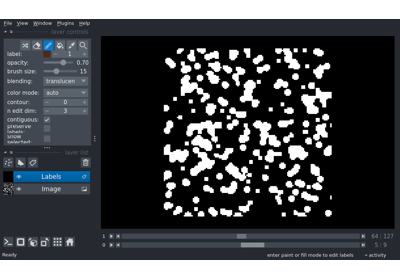 File View Window Plugins Help
layer controls
label: 1
opacity: 0.70
brush size: 15
blending: translucen
color mode: auto
contour: 0
n edit dim: 3
contiguous:
preserve
labels:
show
selected:
layer list
Labels
Image
1 64 127
0 5 9
Ready enter paint or fill mode to edit labels activity